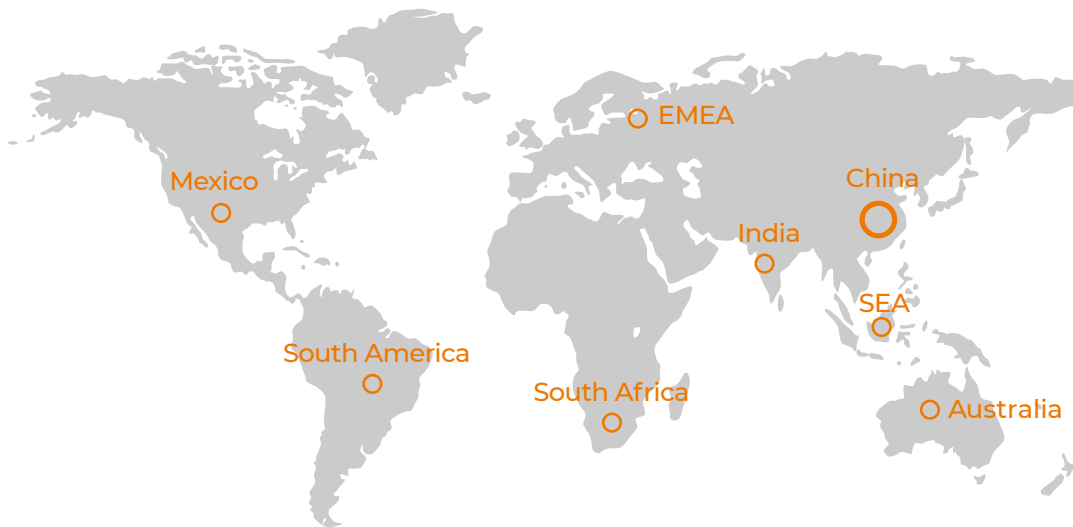 EMEA
Mexico
China
India
SEA
South America
South Africa
Australia